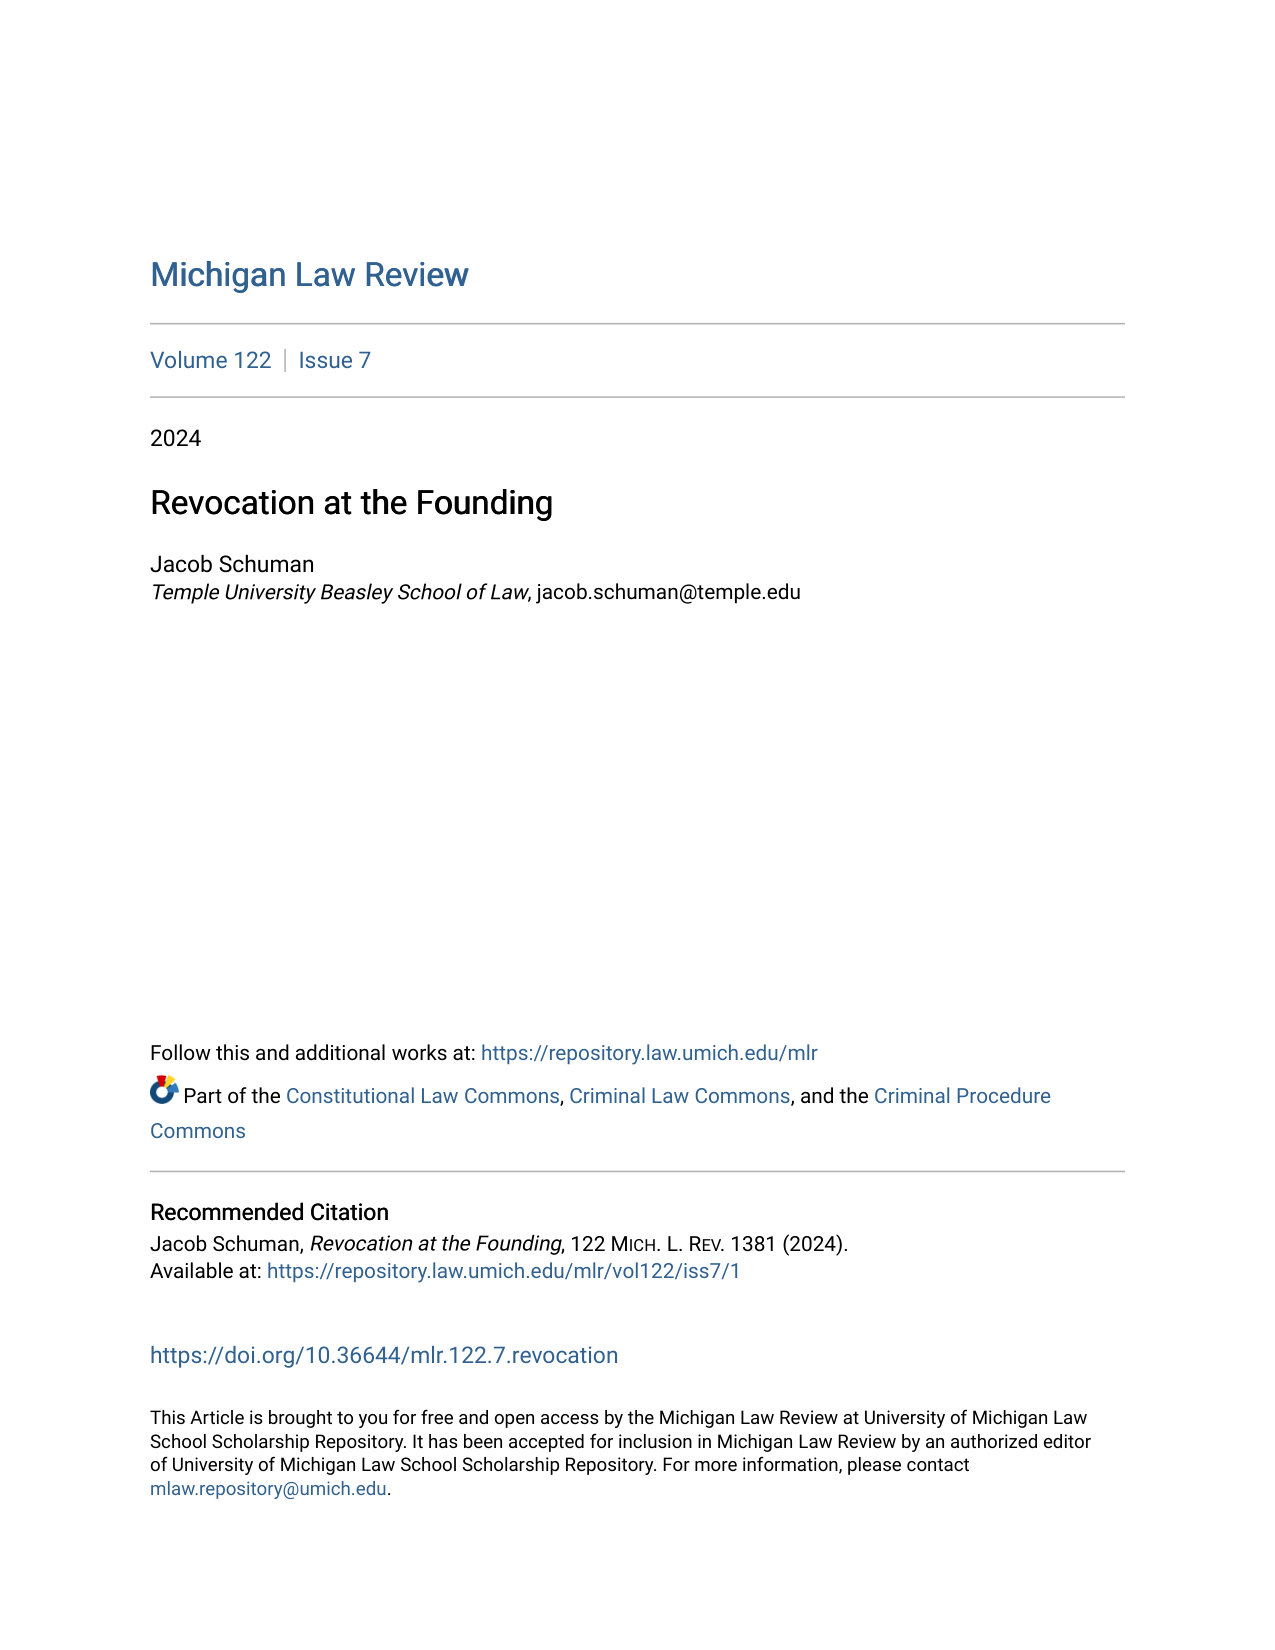 Michigan Law Review
Volume 122 | Issue 7
2024
Revocation at the Founding
Jacob Schuman
Temple University Beasley School of Law, jacob.schuman@temple.edu
Follow this and additional works at: https://repository.law.umich.edu/mlr
Part of the Constitutional Law Commons, Criminal Law Commons, and the Criminal Procedure
Commons
Recommended Citation
Jacob Schuman, Revocation at the Founding, 122 MICH. L. REV. 1381 (2024).
Available at: https://repository.law.umich.edu/mlr/vol122/iss7/1
https://doi.org/10.36644/mlr.122.7.revocation
This Article is brought to you for free and open access by the Michigan Law Review at University of Michigan Law
School Scholarship Repository. It has been accepted for inclusion in Michigan Law Review by an authorized editor
of University of Michigan Law School Scholarship Repository. For more information, please contact
mlaw.repository@umich.edu.